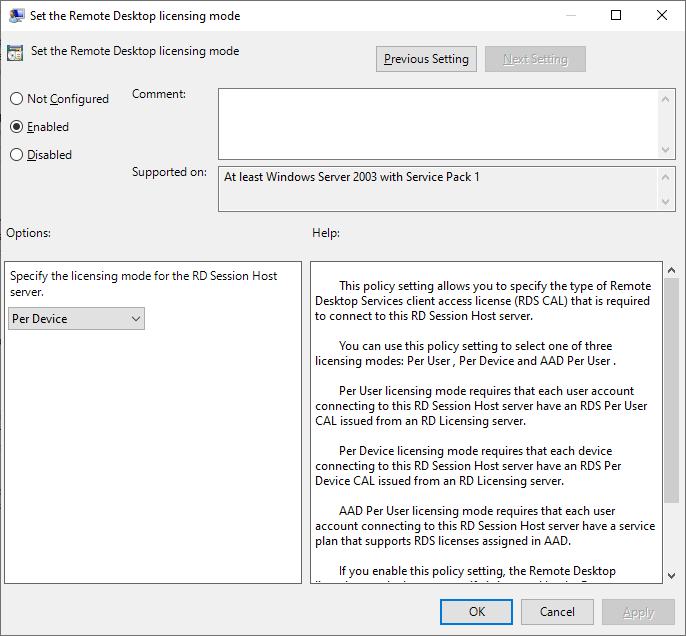 Set the Remote Desktop licensing mode
Set the Remote Desktop licensing mode
Previous Setting
Next Setting
Not Configured
Enabled
Disabled
Comment:
Supported on:
At least Windows Server 2003 with Service Pack 1
Options:
Help:
Specify the licensing mode for the RD Session Host
server.
Per Device
This policy setting allows you to specify the type of Remote
Desktop Services client access license (RDS CAL) that is required
to connect to this RD Session Host server.
You can use this policy setting to select one of three
licensing modes: Per User , Per Device and AAD Per User .
Per User licensing mode requires that each user account
connecting to this RD Session Host server have an RDS Per User
CAL issued from an RD Licensing server.
Per Device licensing mode requires that each device
connecting to this RD Session Host server have an RDS Per
Device CAL issued from an RD Licensing server.
AAD Per User licensing mode requires that each user
account connecting to this RD Session Host server have a service
plan that supports RDS licenses assigned in AAD.
If you enable this policy setting, the Remote Desktop
OK
Cancel
Apply